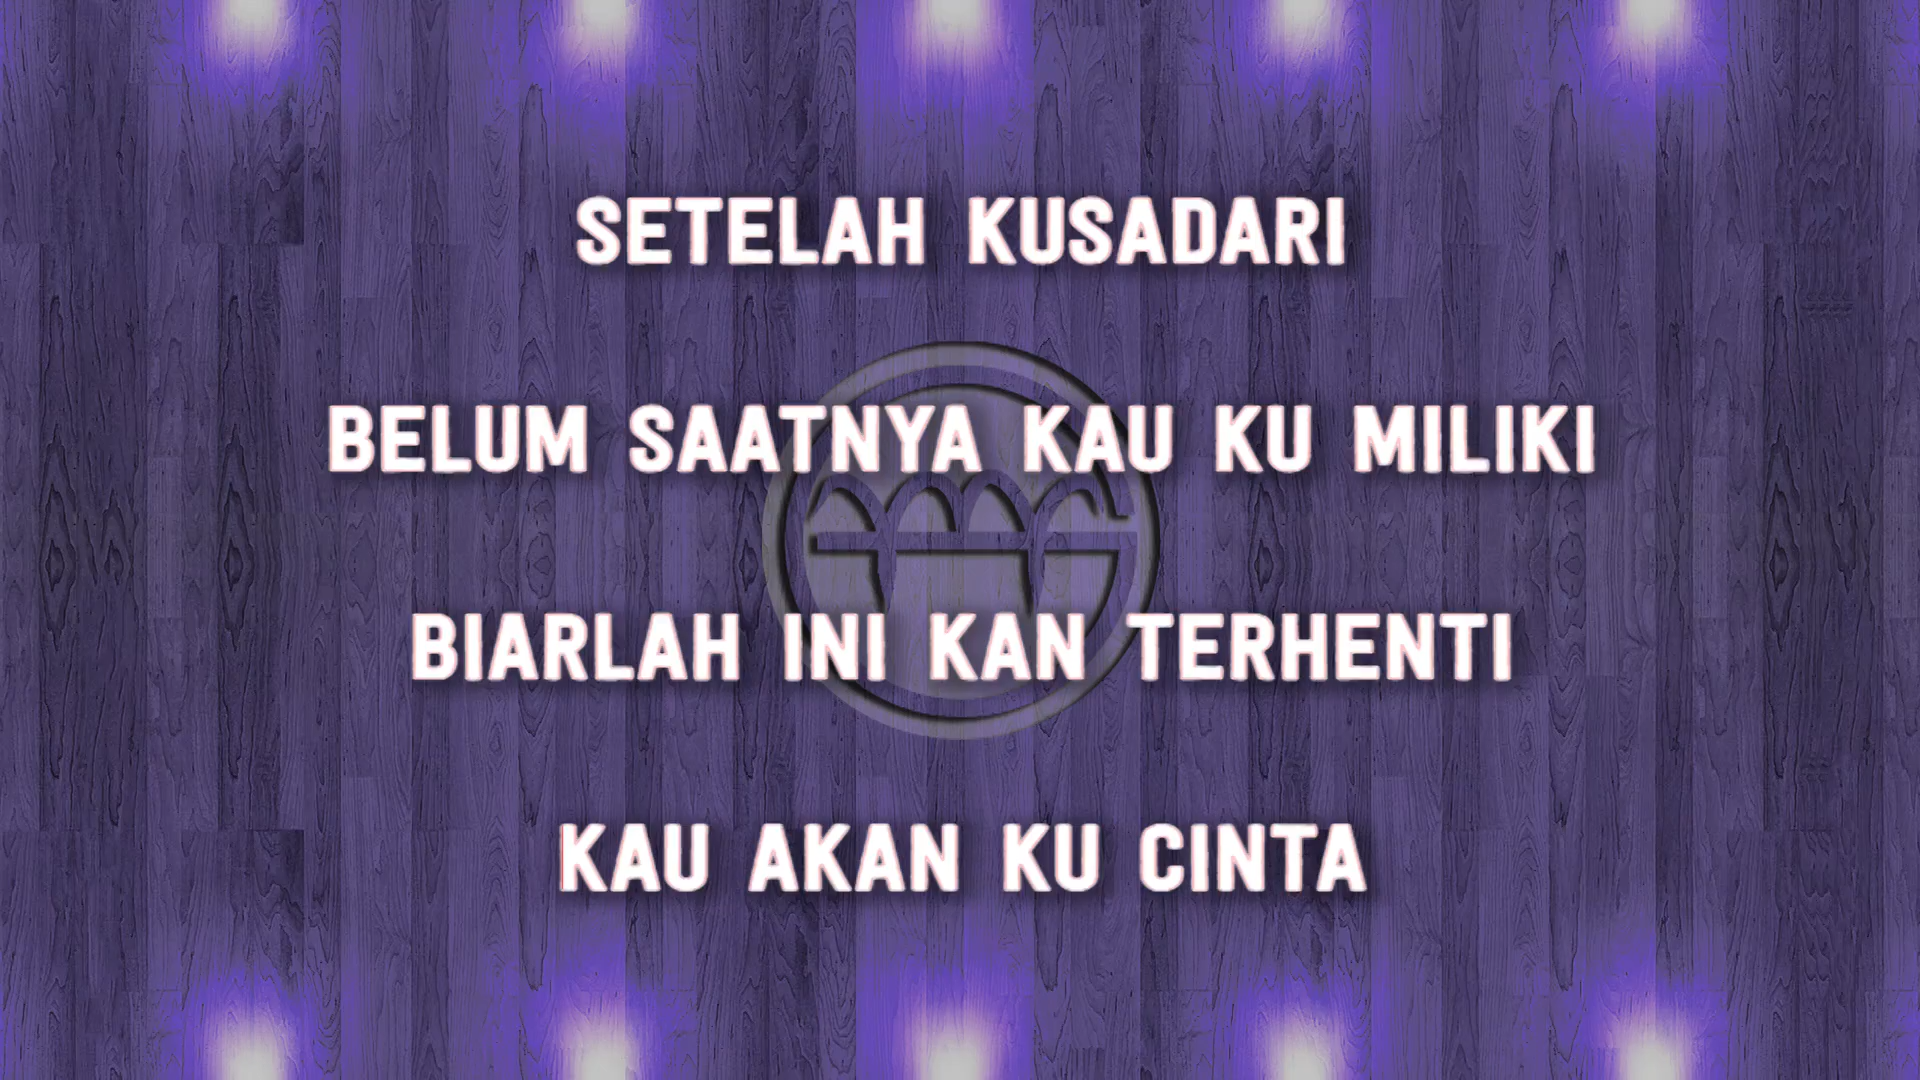 SETELAH KUSADARI
BELUM SAATNYA KAU KU MILIKI
BIARLAH INI KAN TERHENTI
KAU AKAN KU CINTA